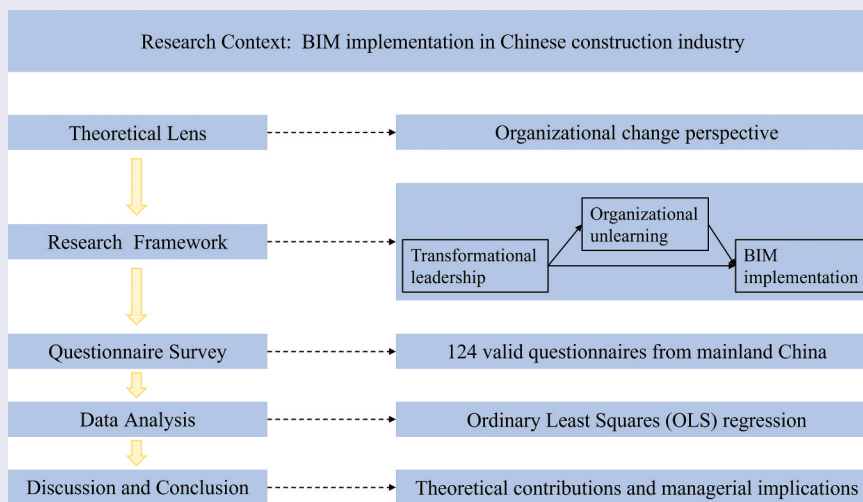 Research Context: BIM implementation in Chinese construction industry
Theoretical Lens
Organizational change perspective
Research Framework
Organizational
unlearning
Transformational
leadership
BIM
implementation
Questionnaire Survey
124 valid questionnaires from mainland China
Data Analysis
Ordinary Least Squares (OLS) regression
Discussion and Conclusion
Theoretical contributions and managerial implications